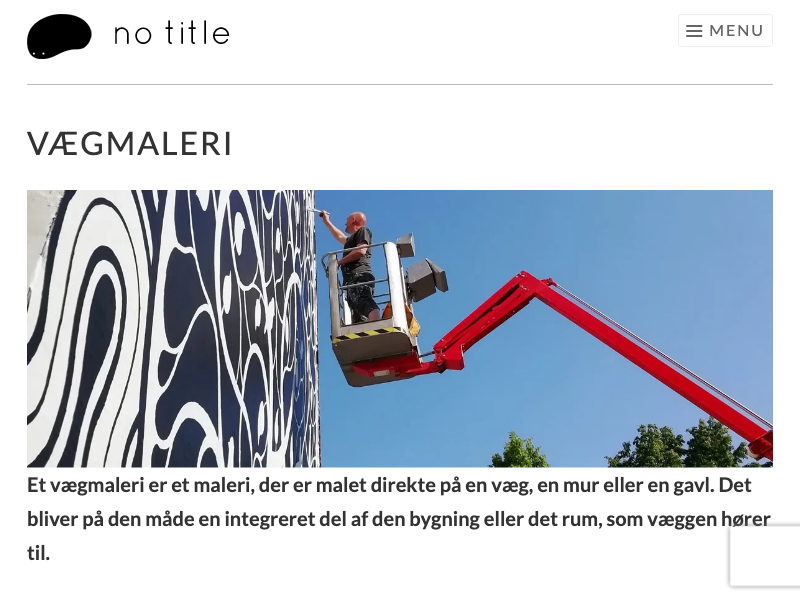 no title
MENU
VÆGMALERI
Et vægmaleri er et maleri, der er malet direkte på en væg, en mur eller en gavl. Det
bliver på den måde en integreret del af den bygning eller det rum, som væggen hører
til.